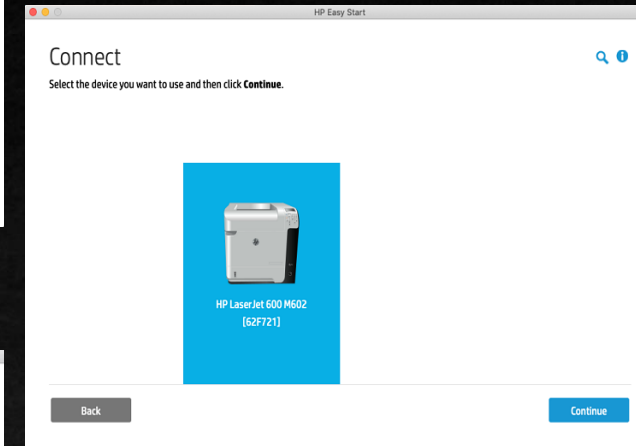 HP Easy Start
Connect
Select the device you want to use and then click Continue.
HP LaserJet 600 M602
[62F721]
Back
Continue